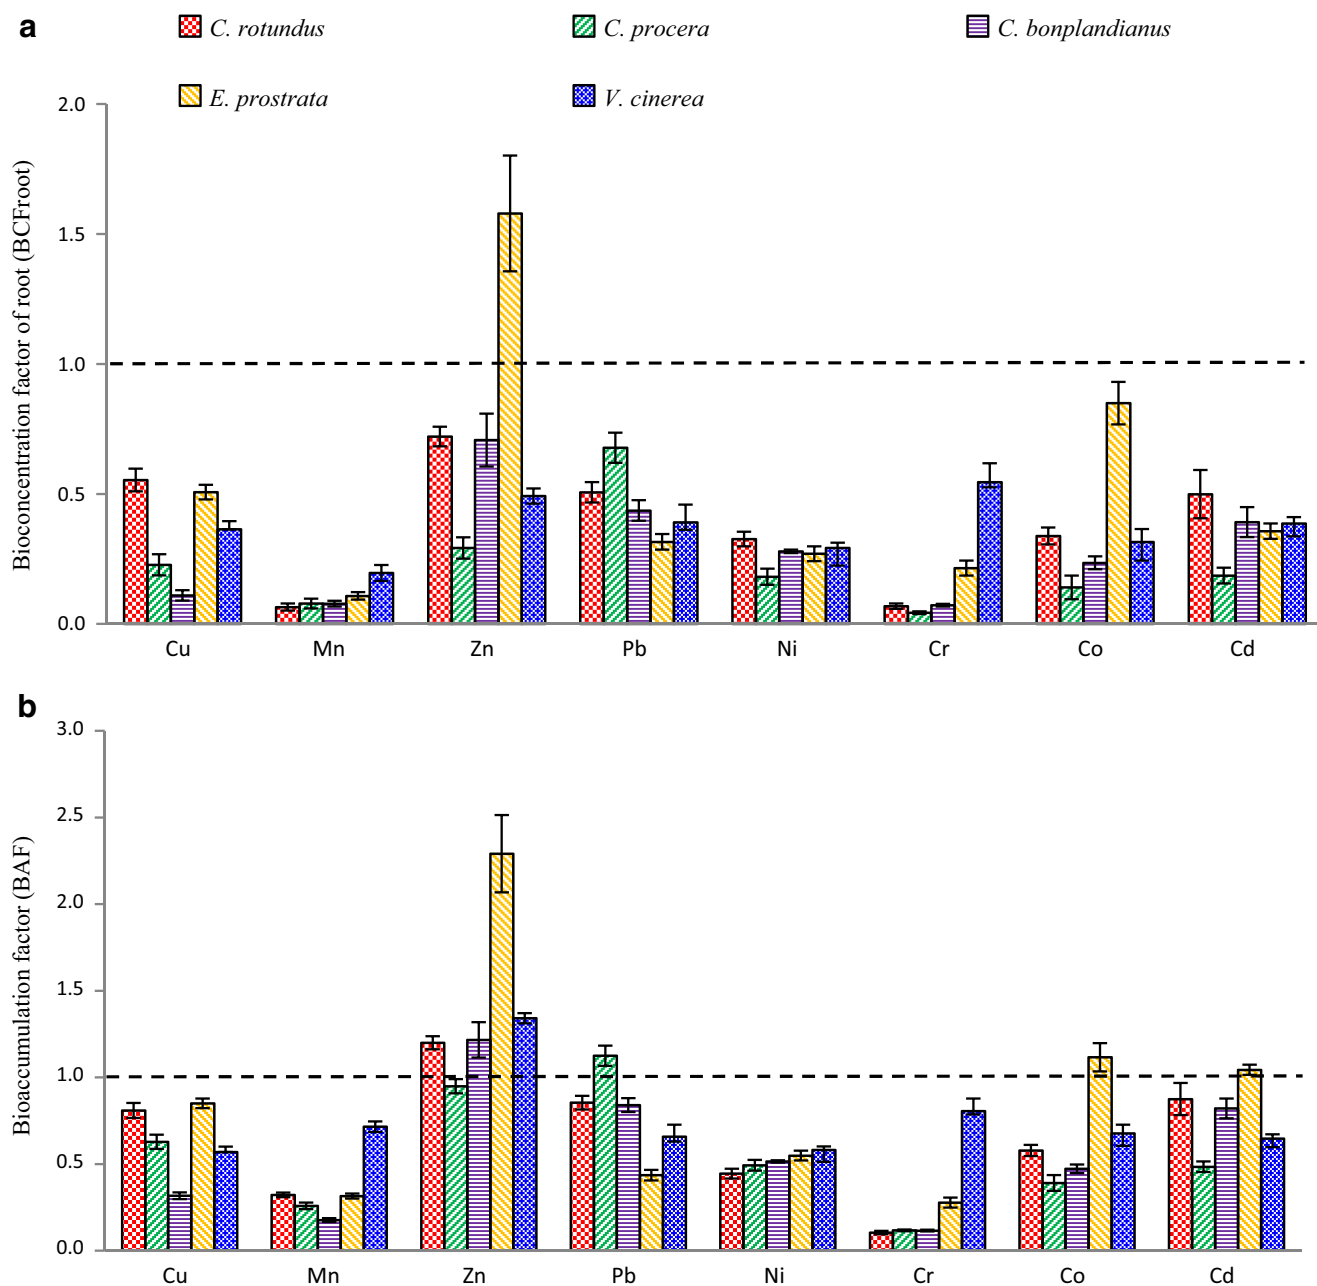 a
C. rotundus
C. procera
C. bonplandianus
E. prostrata
V. cinerea
Bioconcentration factor of root (BCFroot)
2.0
1.5
1.0
0.5
0.0
Cu Mn Zn Pb Ni Cr Co Cd
b
Bioaccumulation factor (BAF)
3.0
2.5
2.0
1.5
1.0
0.5
0.0
Cu Mn Zn Pb Ni Cr Co Cd